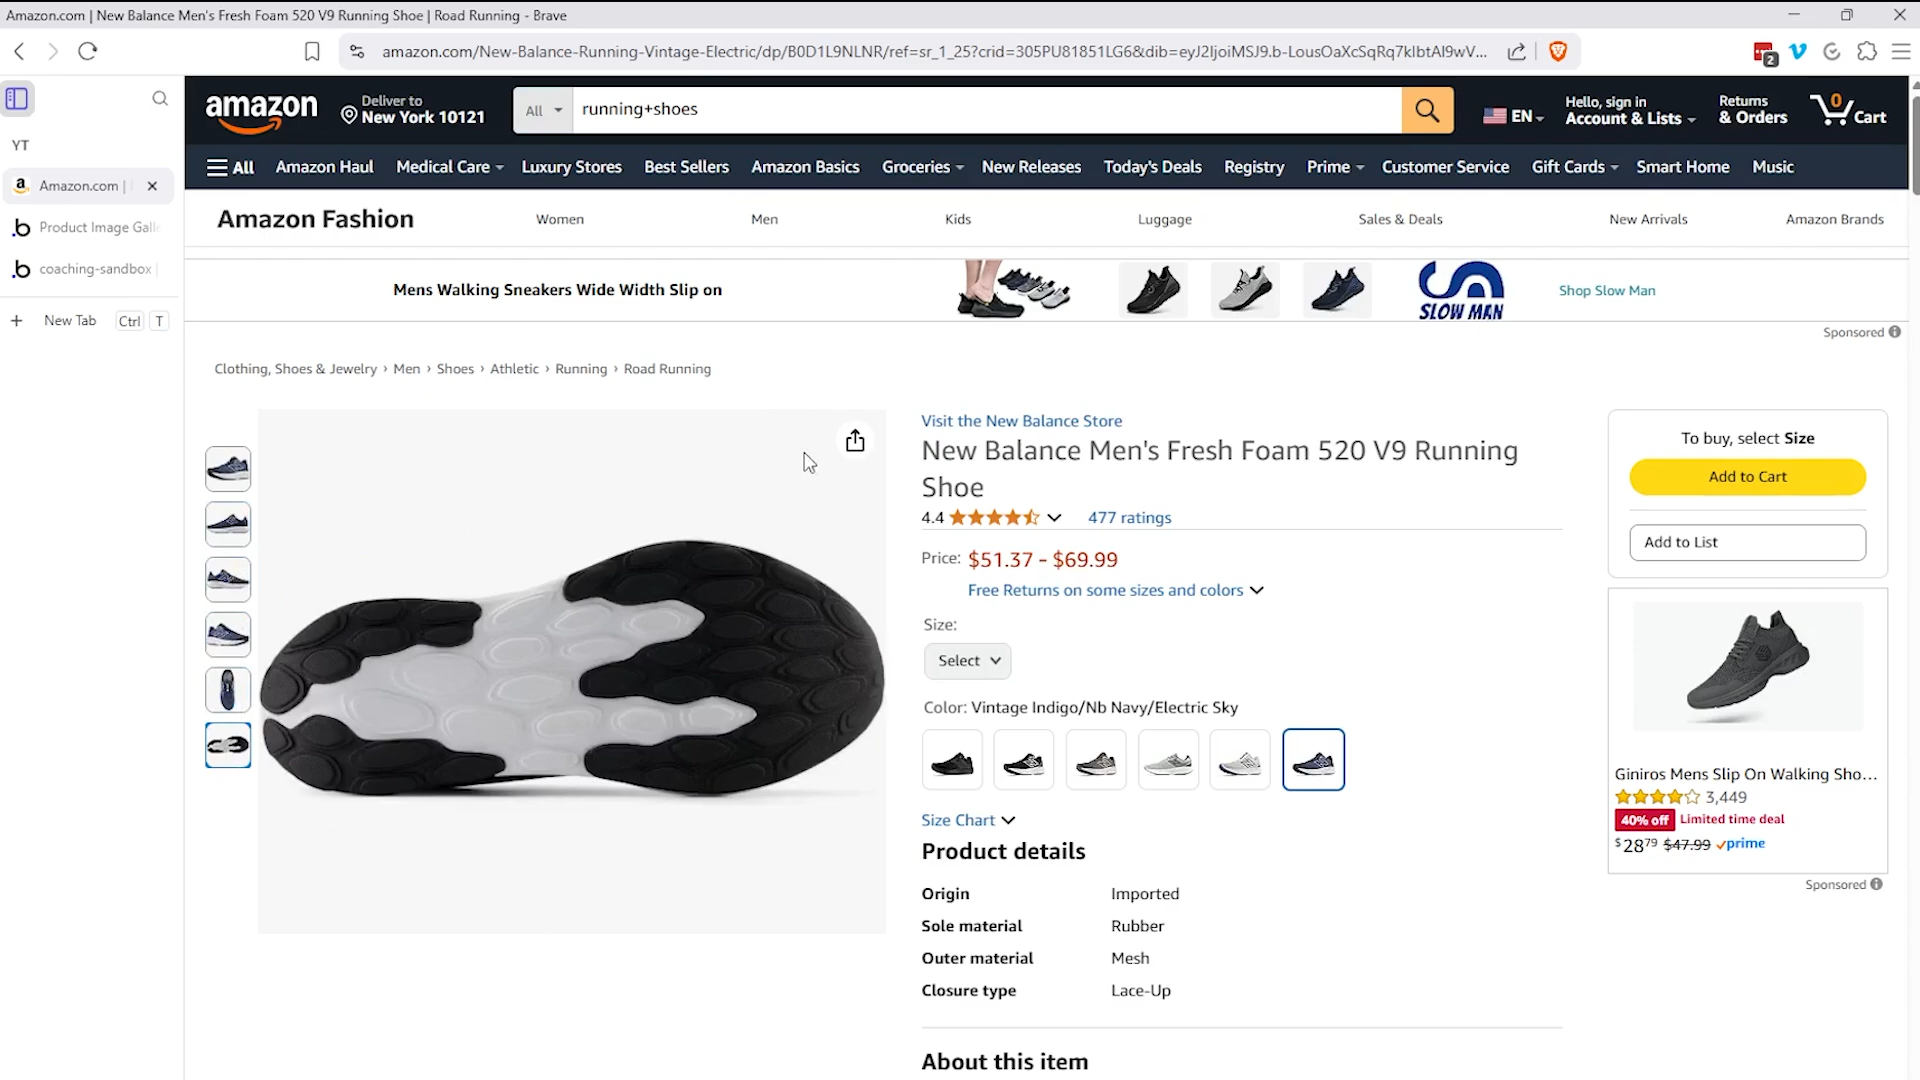 Amazon.com | New Balance Men's Fresh Foam 520 V9 Running Shoe | Road Running - Brave
amazon.com/New-Balance-Running-Vintage-Electric/dp/B0D1L9NLNR/ref=sr_1_25?crid=305PU81851LG6&dib=eyJ2IjoiMSJ9.b-LousOaXcSqRq7kIbtAI9wV...
2
YT
Amazon.com |
Product Image Galle
coaching-sandbox |
New Tab Ctrl T
amazon
Deliver to
New York 10121
All
running+shoes
EN
Hello, sign in
Account & Lists
Returns
& Orders
0
Cart
All Amazon Haul Medical Care Luxury Stores Best Sellers Amazon Basics Groceries New Releases Today's Deals Registry Prime Customer Service Gift Cards Smart Home Music
Amazon Fashion Women Men Kids Luggage Sales & Deals New Arrivals Amazon Brands
Mens Walking Sneakers Wide Width Slip on
SLOW MAN
Shop Slow Man
Sponsored
Clothing, Shoes & Jewelry › Men › Shoes › Athletic › Running › Road Running
Visit the New Balance Store
New Balance Men's Fresh Foam 520 V9 Running
Shoe
4.4 477 ratings
Price: $51.37 - $69.99
Free Returns on some sizes and colors
Size:
Select
Color: Vintage Indigo/Nb Navy/Electric Sky
Size Chart
Product details
Origin Imported
Sole material Rubber
Outer material Mesh
Closure type Lace-Up
About this item
To buy, select Size
Add to Cart
Add to List
Giniros Mens Slip On Walking Sho...
3,449
40% off Limited time deal
$28 79 $47.99 prime
Sponsored